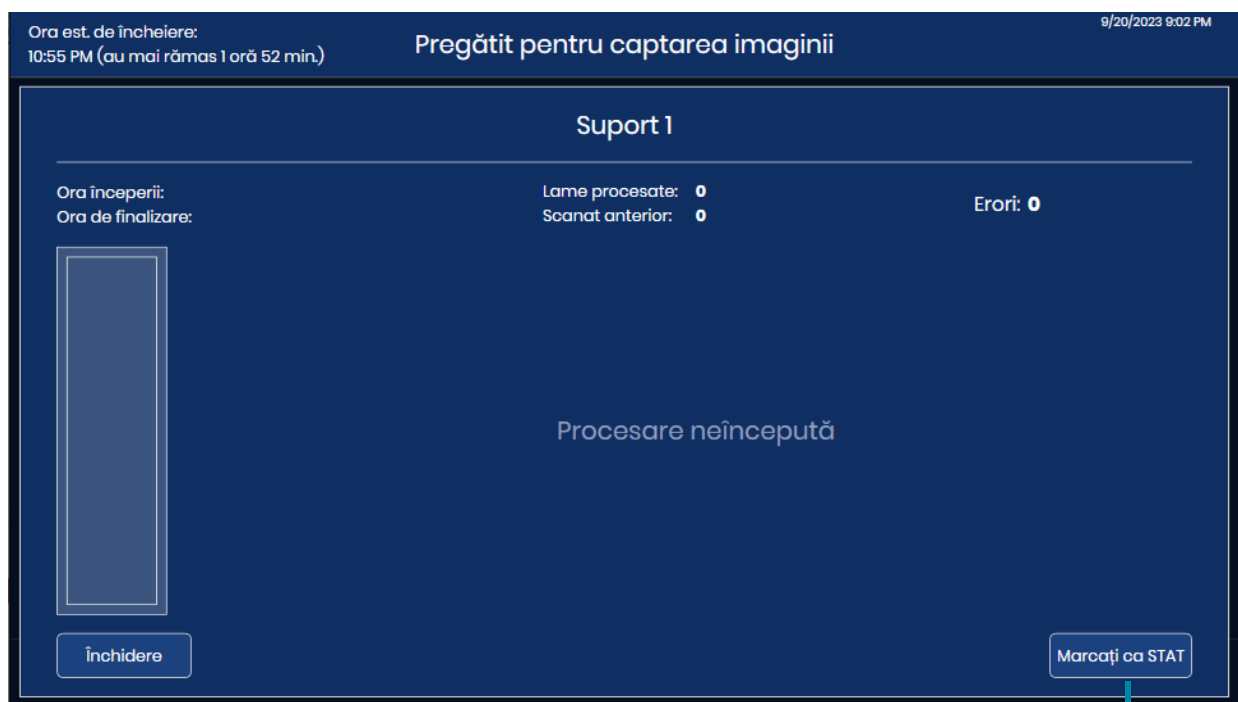 Ora est. de încheiere:
10:55 PM (au mai rămas 1 oră 52 min.)
Pregătit pentru captarea imaginii
9/20/2023 9:02 PM
Suport 1
Ora începerii:
Ora de finalizare:
Lame procesate: 0
Scanat anterior: 0
Erori: 0
Procesare neîncepută
Închidere
Marcați ca STAT